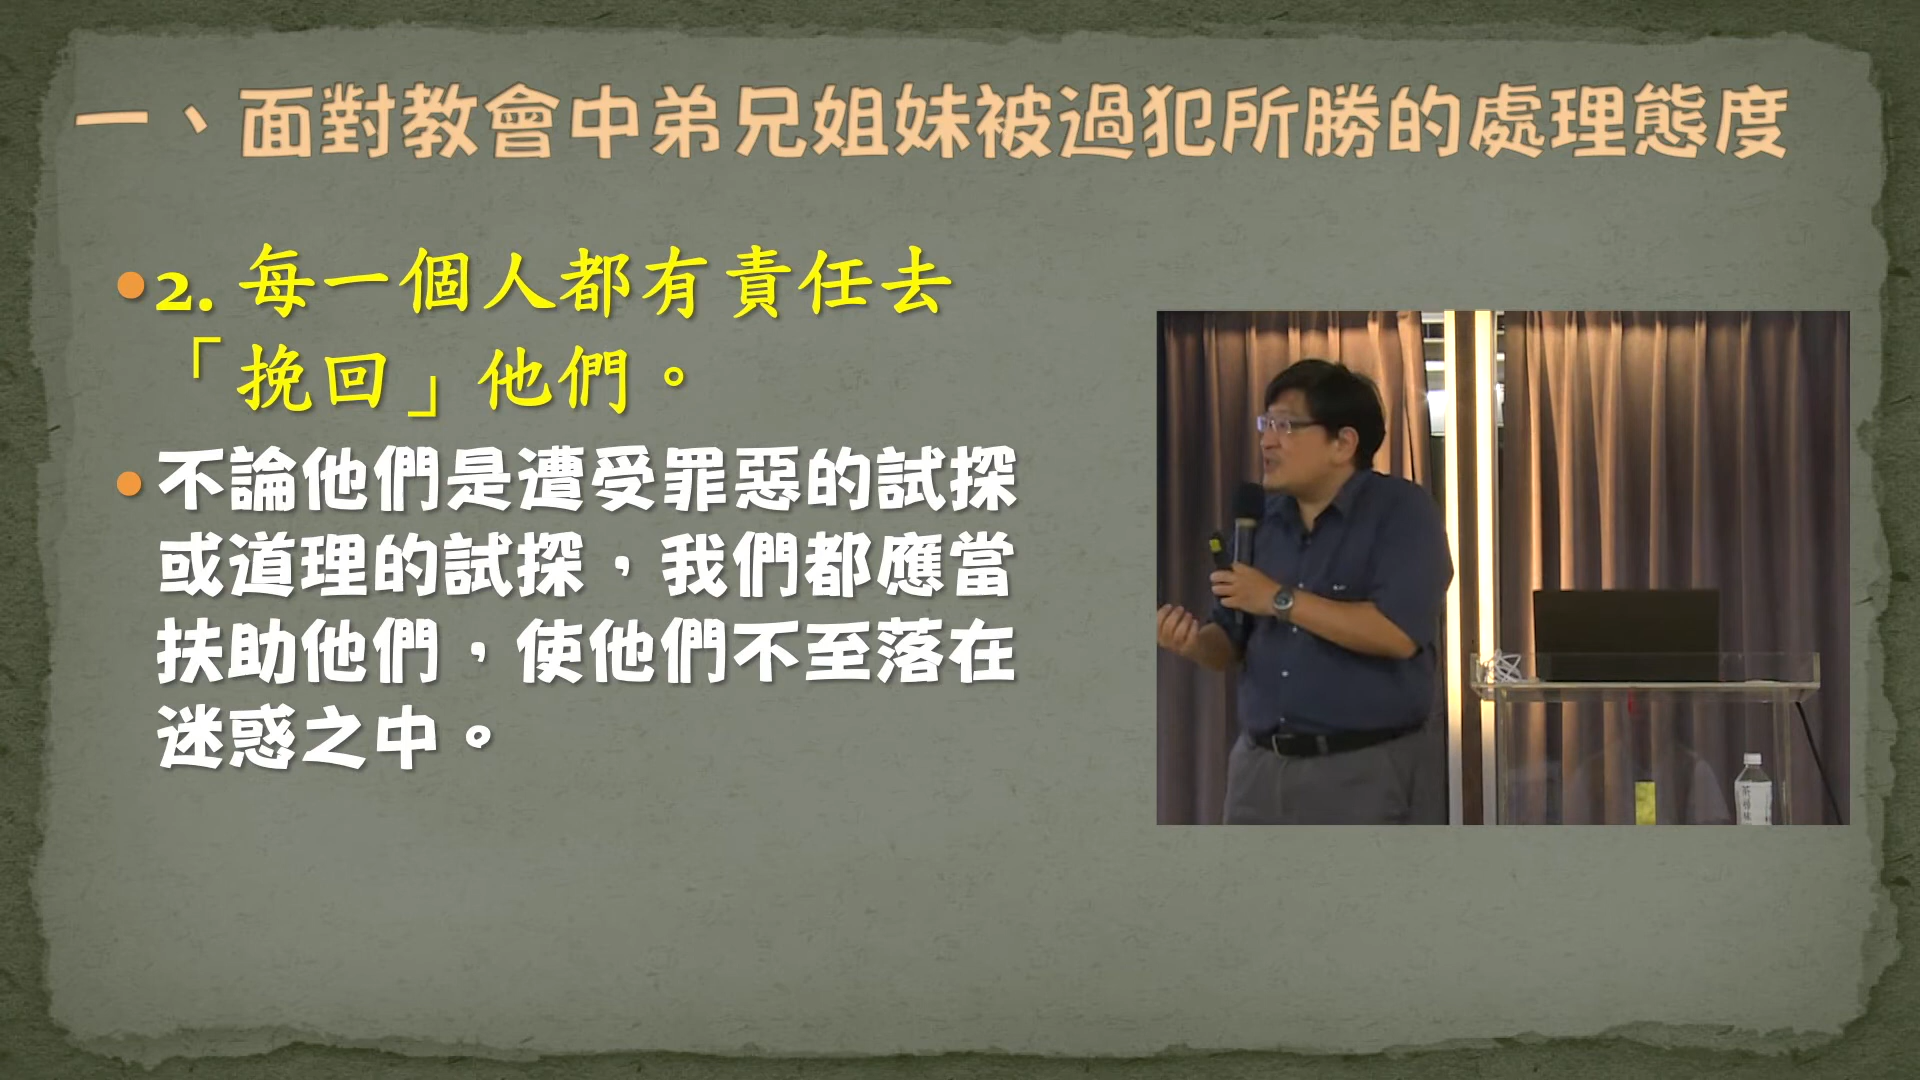 一、面對教會中弟兄姐妹被過犯所勝的處理態度
•2. 每一個人都有責任去
「挽回」他們。
•不論他們是遭受罪惡的試探
或道理的試探，我們都應當
扶助他們，使他們不至落在
迷惑之中。